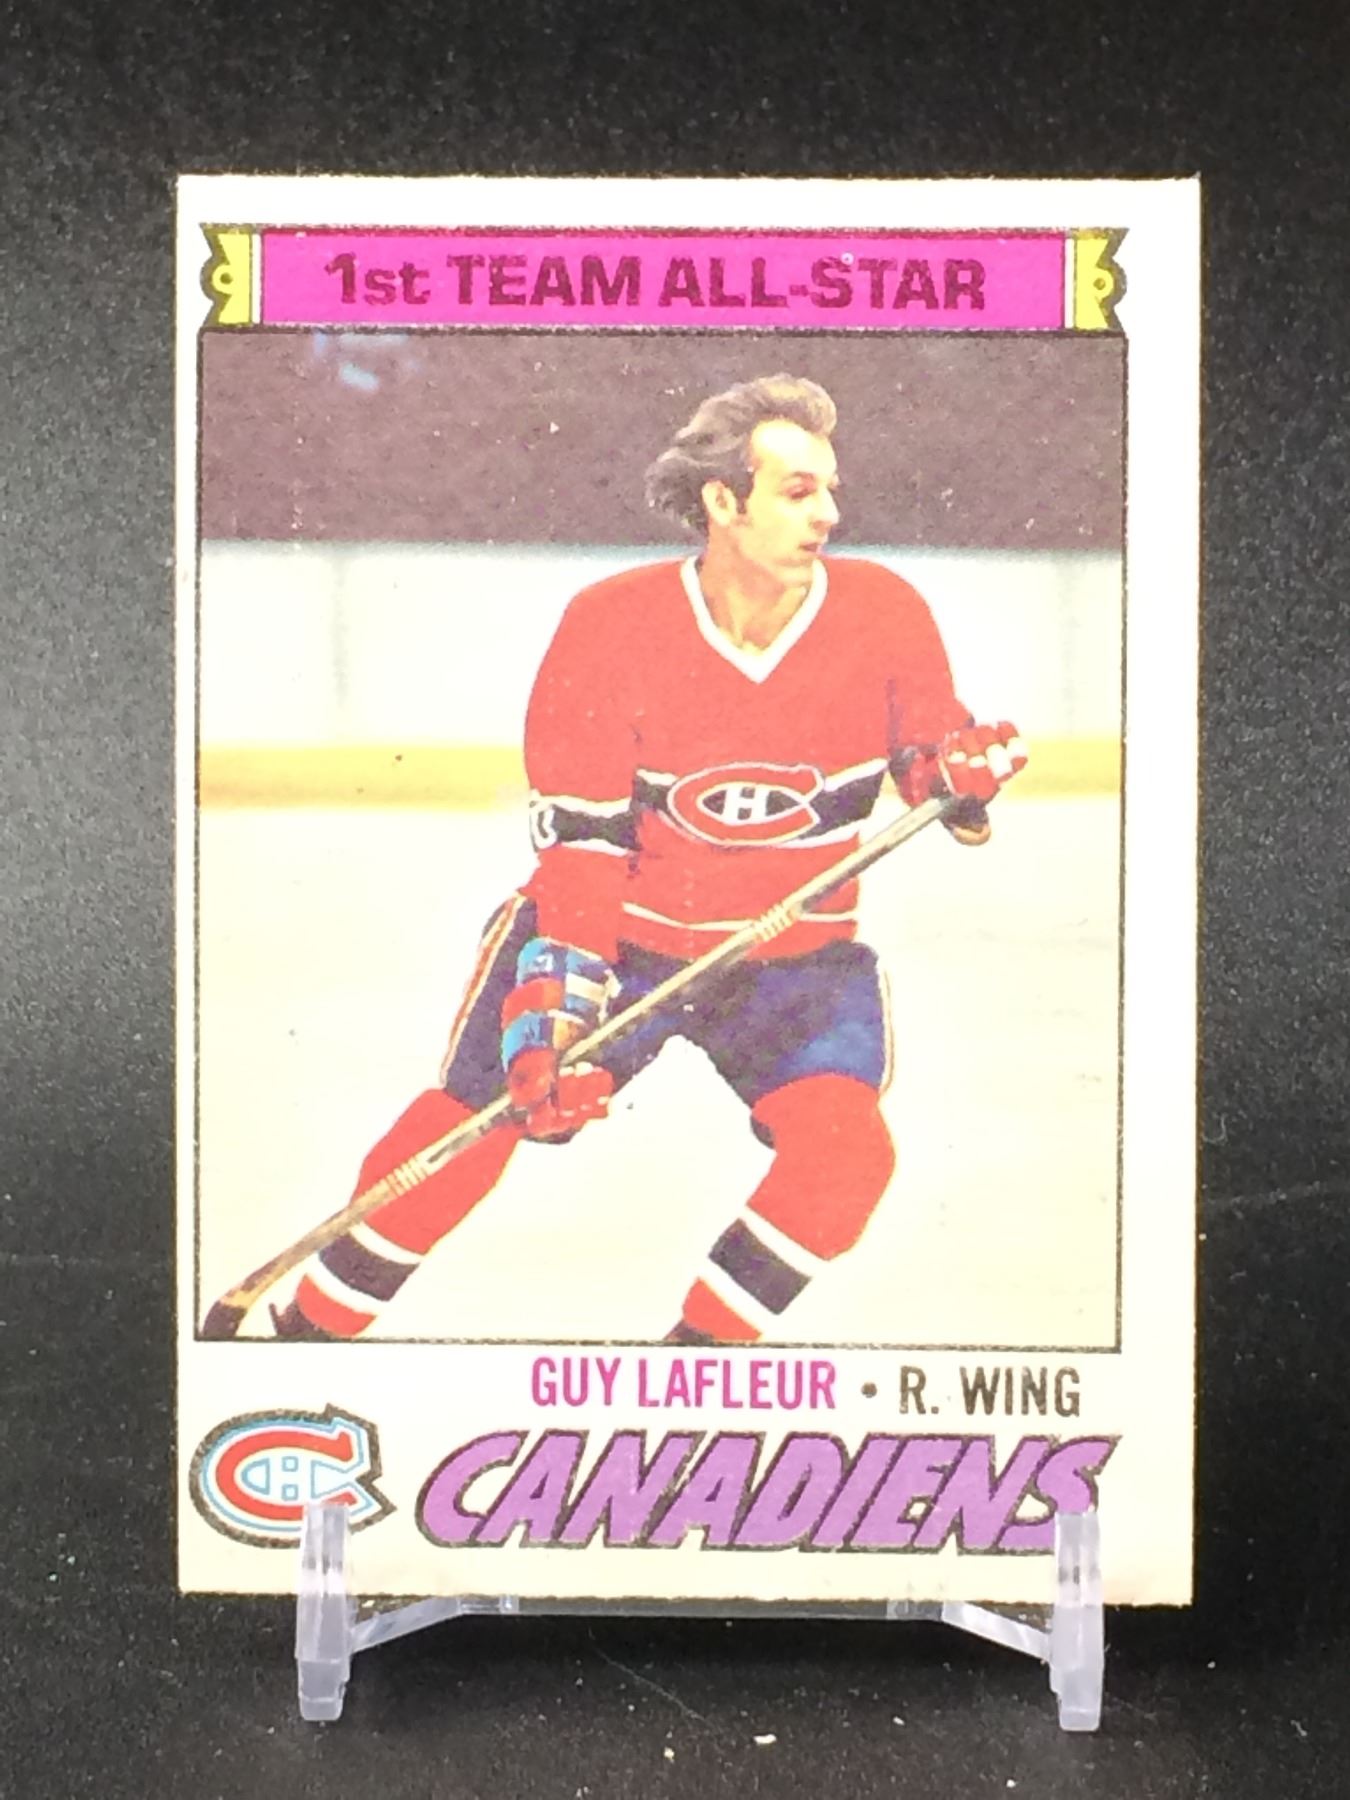 1st TEAM ALL-STAR
GUY LAFLEUR • R. WING
CANADIENS